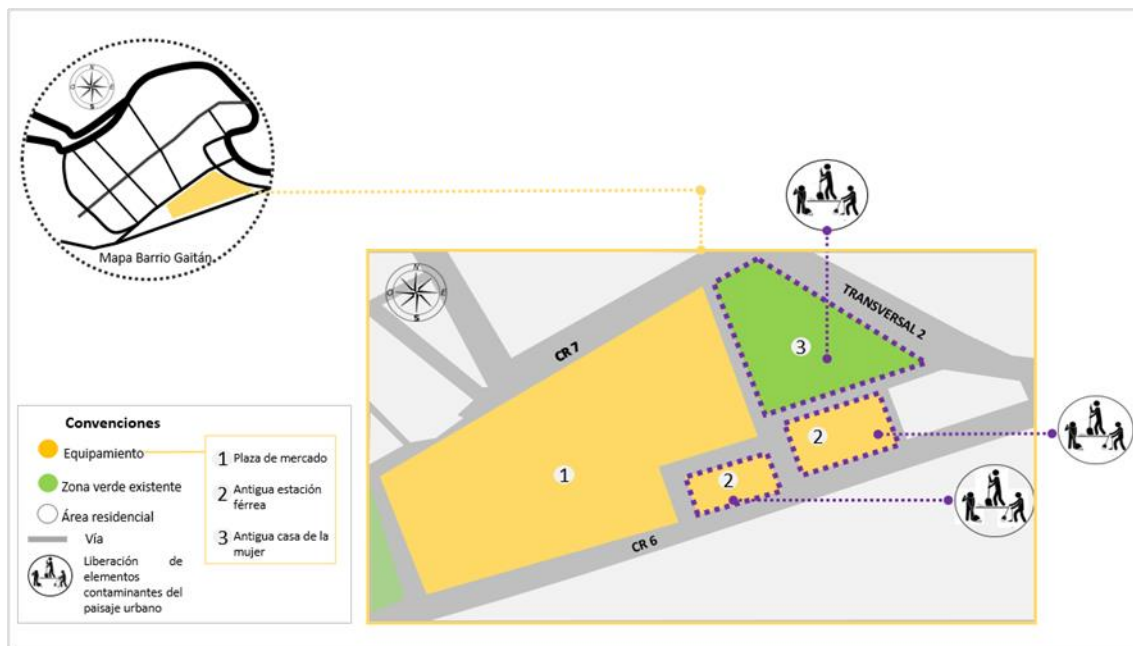 N
O
E
S
Mapa Barrio Gaitán
N
O
E
S
CR 7
TRANSVERSAL 2
3
2
2
1
CR 6
Convenciones
Equipamiento
Zona verde existente
Área residencial
Vía
Liberación de
elementos
contaminantes del
paisaje urbano
1 Plaza de mercado
2 Antigua estación
férrea
3 Antigua casa de la
mujer